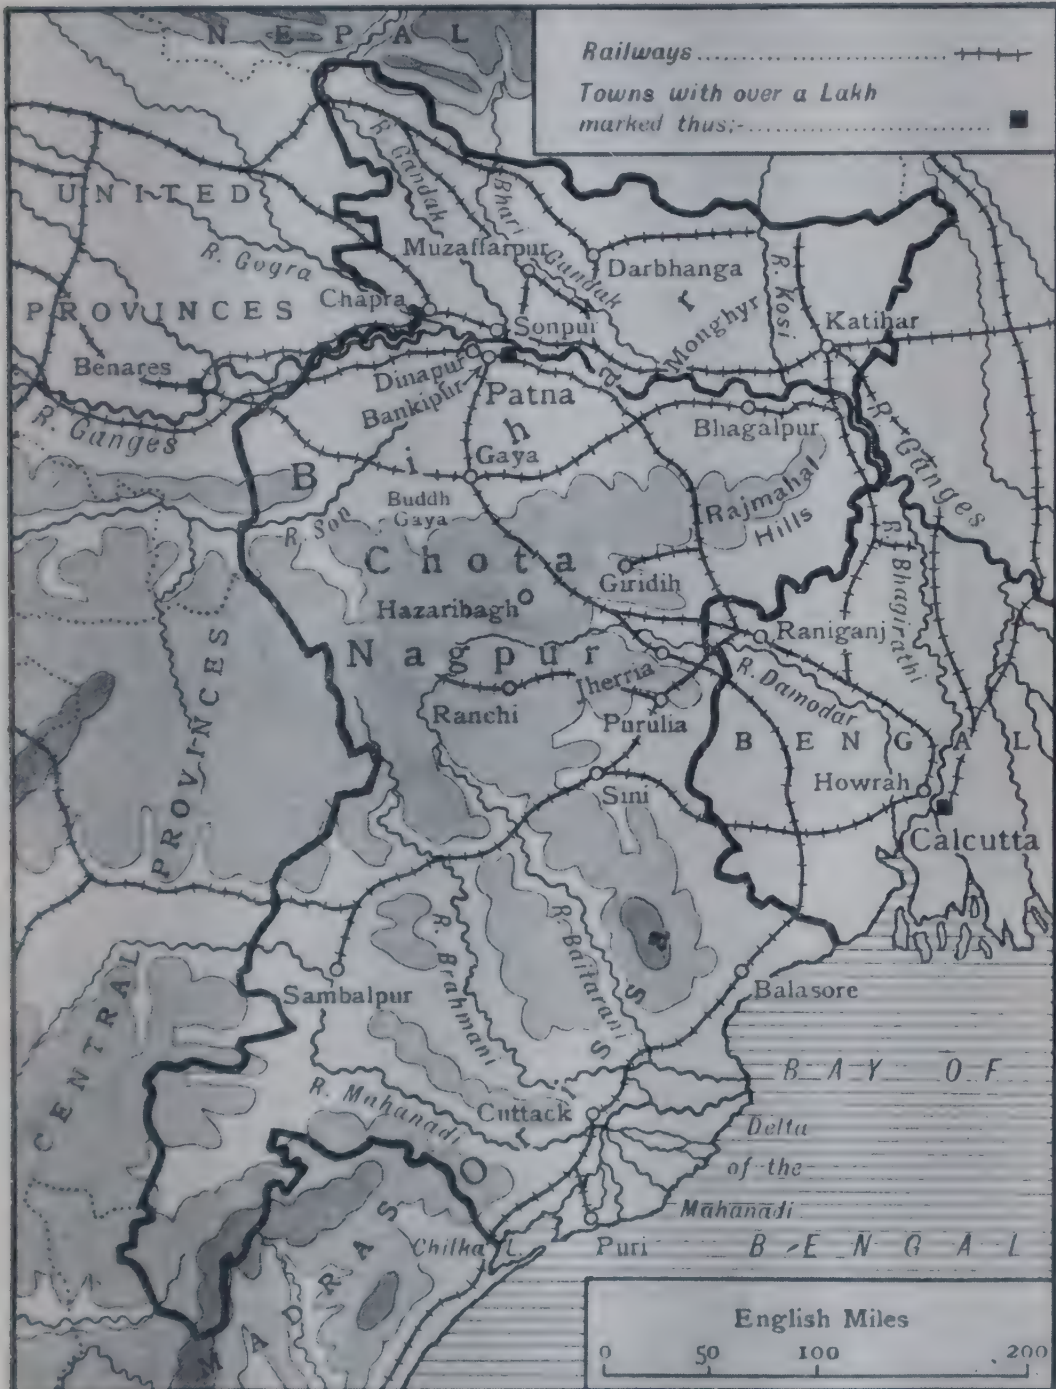 NEPAL
Railways
Towns with over a Lakh
marked thus;-
UNITED
PROVINCES
R. Gogra
R. Gandak
Bhari Gandak
Muzaffarpur
Darbhanga
R. Kosi
Chapra
Sonpur
Monghyr
Katihar
Benares
Dinapur
Bankipur
Patna
R. Ganges
Bhagalpur
R. Ganges
Bihar
Gaya
Buddh
Gaya
R. Son
Rajmahal
Hills
Chota
Giridih
Hazaribagh
R. Bhagirathi
Nagpur
Raniganj
Jherria
R. Damodar
Ranchi
Purulia
BENGAL
Howrah
Sini
Calcutta
CENTRAL PROVINCES
R. Brahmani
R. Baitarani
Sambalpur
Balasore
Orissa
R. Mahanadi
Cuttack
BAY OF
Delta
of the
Mahanadi
Chilka L.
Puri
BENGAL
MADRAS
English Miles
0 50 100 200